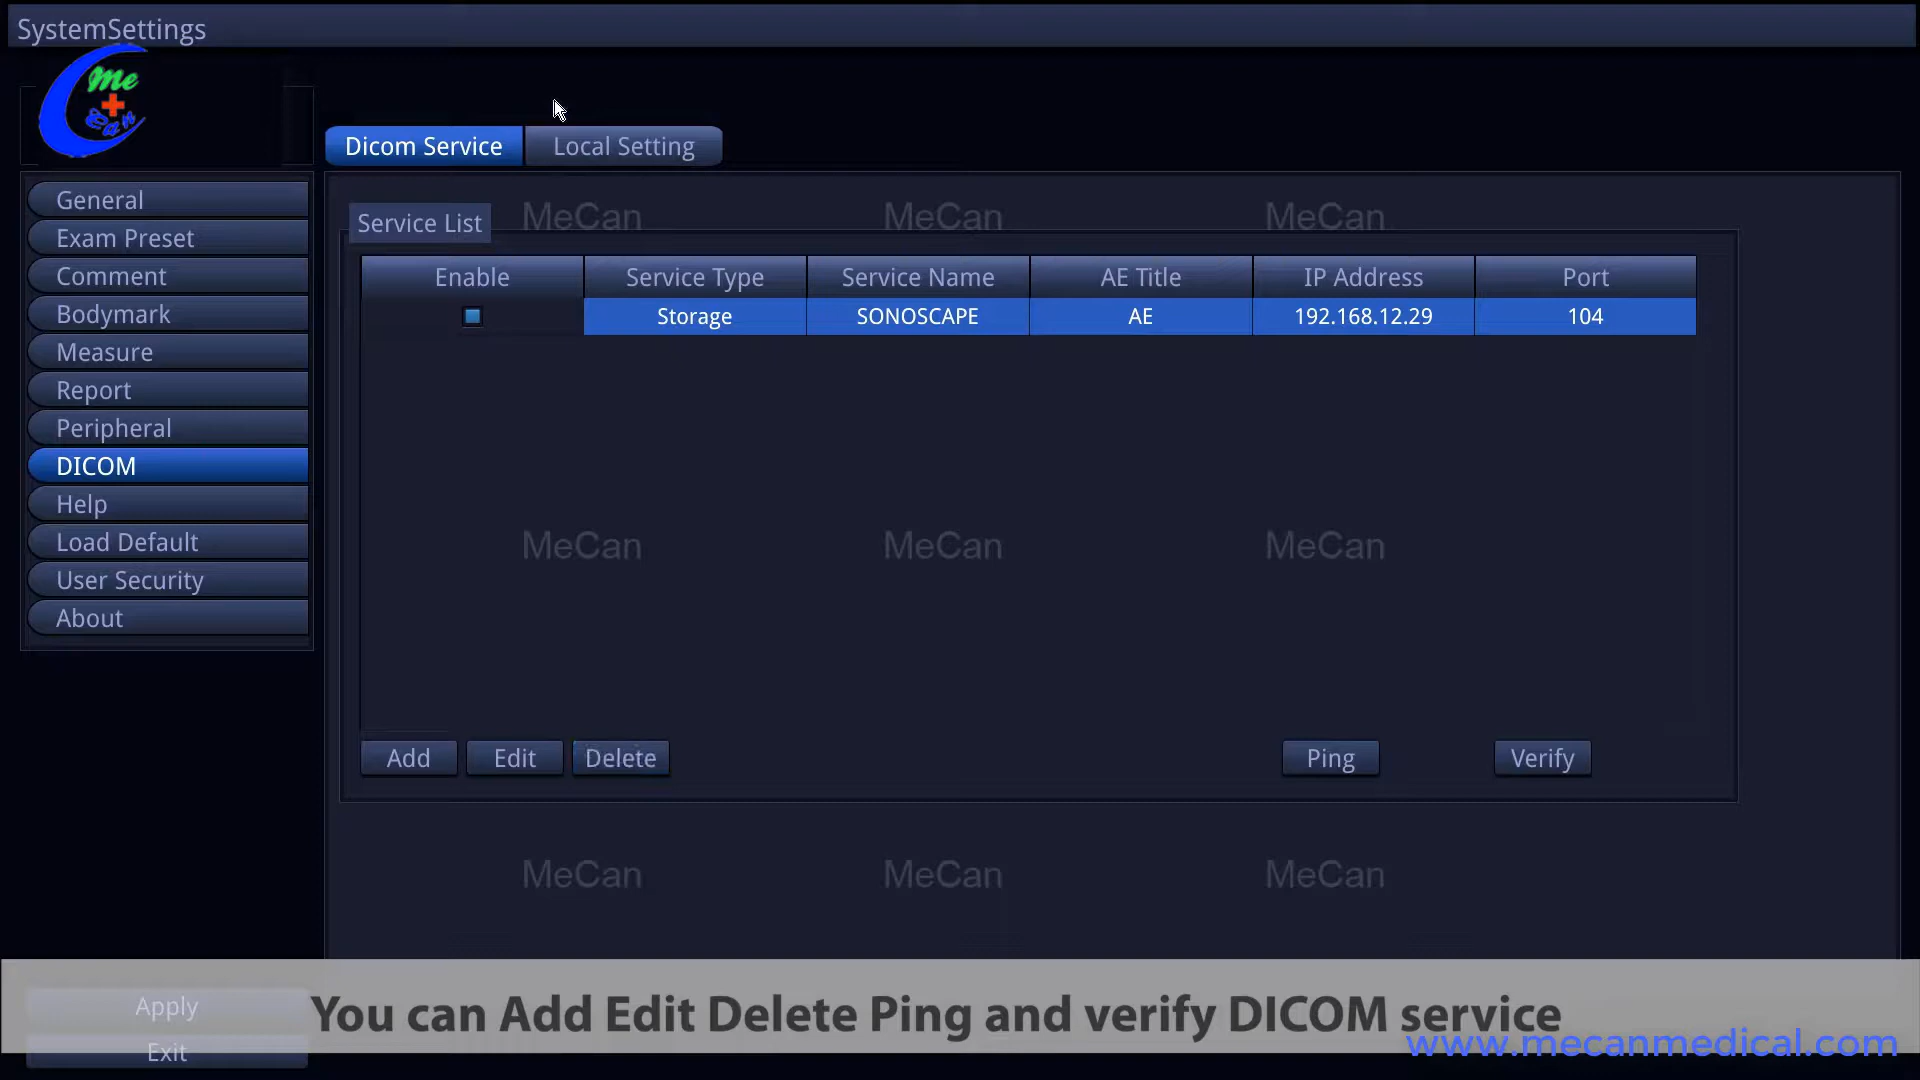 SystemSettings
Me
Can
Dicom Service
Local Setting
General
Exam Preset
Comment
Bodymark
Measure
Report
Peripheral
DICOM
Help
Load Default
User Security
About
MeCan MeCan MeCan
Service List
Enable Service Type Service Name AE Title IP Address Port
Storage SONOSCAPE AE 192.168.12.29 104
MeCan MeCan MeCan
Add Edit Delete Ping Verify
MeCan MeCan MeCan
Apply
You can Add Edit Delete Ping and verify DICOM service
Exit
www.mecanmedical.com